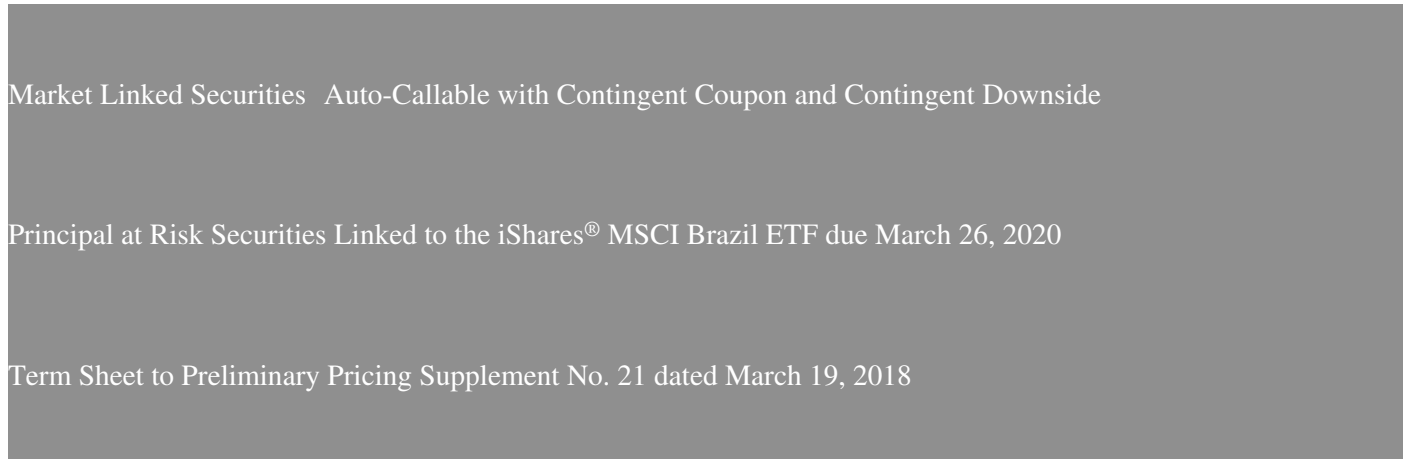 Market Linked Securities Auto-Callable with Contingent Coupon and Contingent Downside
Principal at Risk Securities Linked to the iShares® MSCI Brazil ETF due March 26, 2020
Term Sheet to Preliminary Pricing Supplement No. 21 dated March 19, 2018